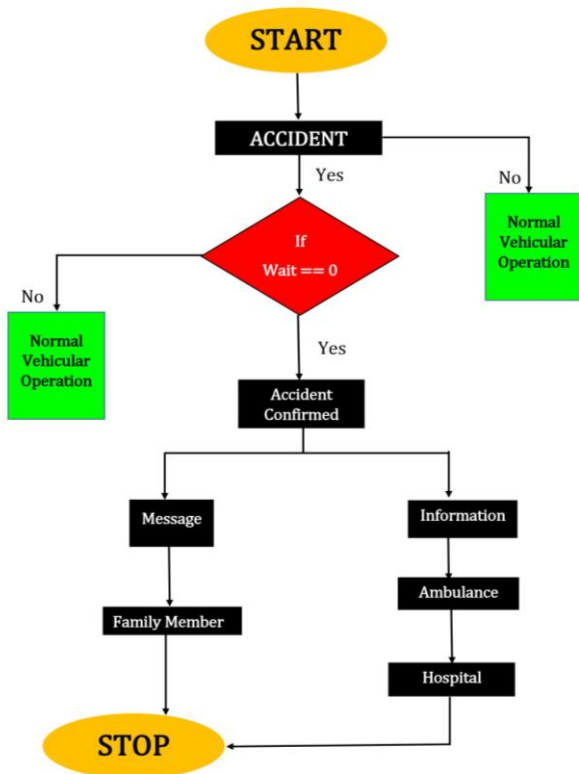 START
ACCIDENT
Yes
No
Normal
Vehicular
Operation
If
Wait == 0
No
Normal
Vehicular
Operation
Yes
Accident
Confirmed
Message
Information
Ambulance
Family Member
Hospital
STOP